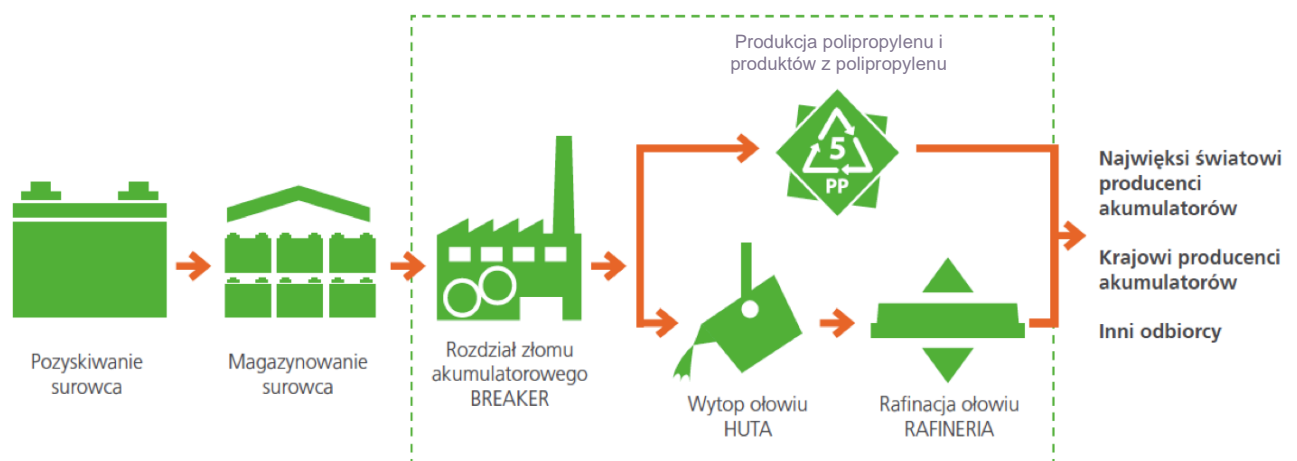 Produkcja polipropylenu i
produktów z polipropylenu
5
PP
Pozyskiwanie
surowca
Magazynowanie
surowca
Rozdział złomu
akumulatorowego
BREAKER
Wytop ołowiu
HUTA
Rafinacja ołowiu
RAFINERIA
Najwięksi światowi
producenci
akumulatorów
Krajowi producenci
akumulatorów
Inni odbiorcy